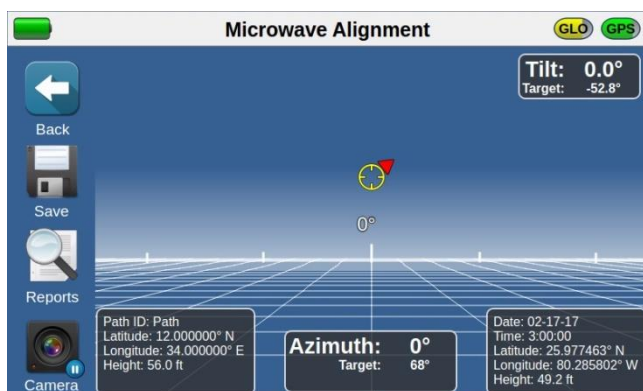 Microwave Alignment
GLO
GPS
Back
Save
Reports
Camera
Tilt: 0.0°
Target: -52.8°
0°
Path ID: Path
Latitude: 12.000000° N
Longitude: 34.000000° E
Height: 56.0 ft
Azimuth: 0°
Target: 68°
Date: 02-17-17
Time: 3:00:00
Latitude: 25.977463° N
Longitude: 80.285802° W
Height: 49.2 ft